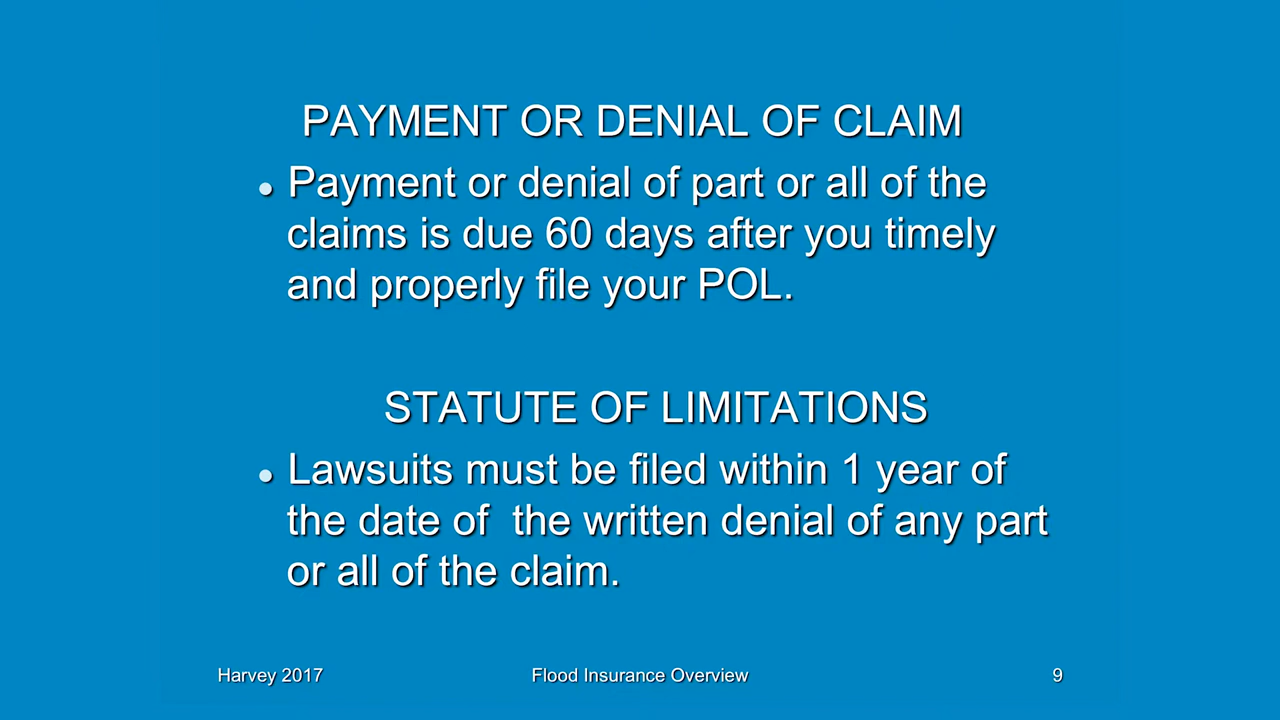 PAYMENT OR DENIAL OF CLAIM
● Payment or denial of part or all of the
claims is due 60 days after you timely
and properly file your POL.
STATUTE OF LIMITATIONS
● Lawsuits must be filed within 1 year of
the date of  the written denial of any part
or all of the claim.
Harvey 2017 Flood Insurance Overview 9